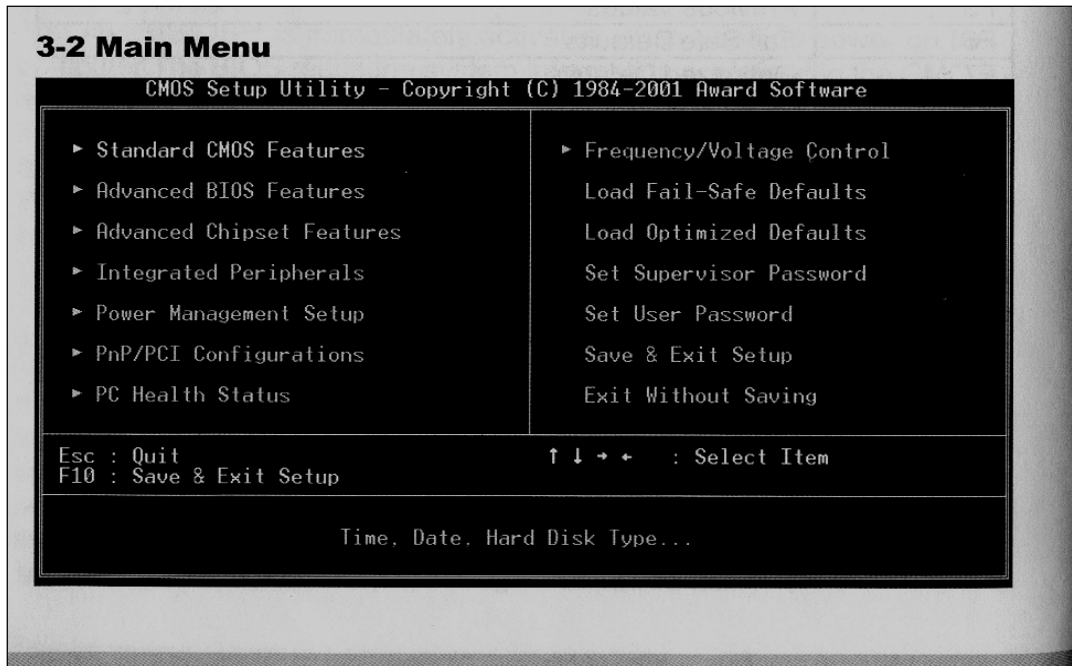 3-2 Main Menu
CMOS Setup Utility - Copyright (C) 1984-2001 Award Software
▶ Standard CMOS Features
▶ Advanced BIOS Features
▶ Advanced Chipset Features
▶ Integrated Peripherals
▶ Power Management Setup
▶ PnP/PCI Configurations
▶ PC Health Status
▶ Frequency/Voltage Control
Load Fail-Safe Defaults
Load Optimized Defaults
Set Supervisor Password
Set User Password
Save & Exit Setup
Exit Without Saving
Esc : Quit
F10 : Save & Exit Setup
↑ ↓ → ← : Select Item
Time, Date, Hard Disk Type...